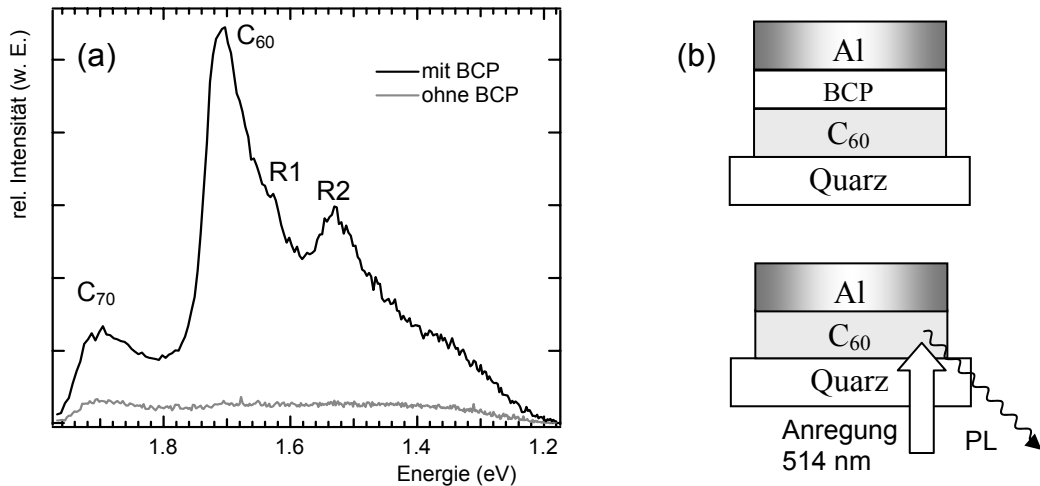 rel. Intensität (w. E.)
(a)
C₆₀
mit BCP
ohne BCP
R1
R2
C₇₀
1.8
1.6
1.4
1.2
Energie (eV)
(b)
Al
BCP
C₆₀
Quarz
Al
C₆₀
Quarz
Anregung
514 nm
PL